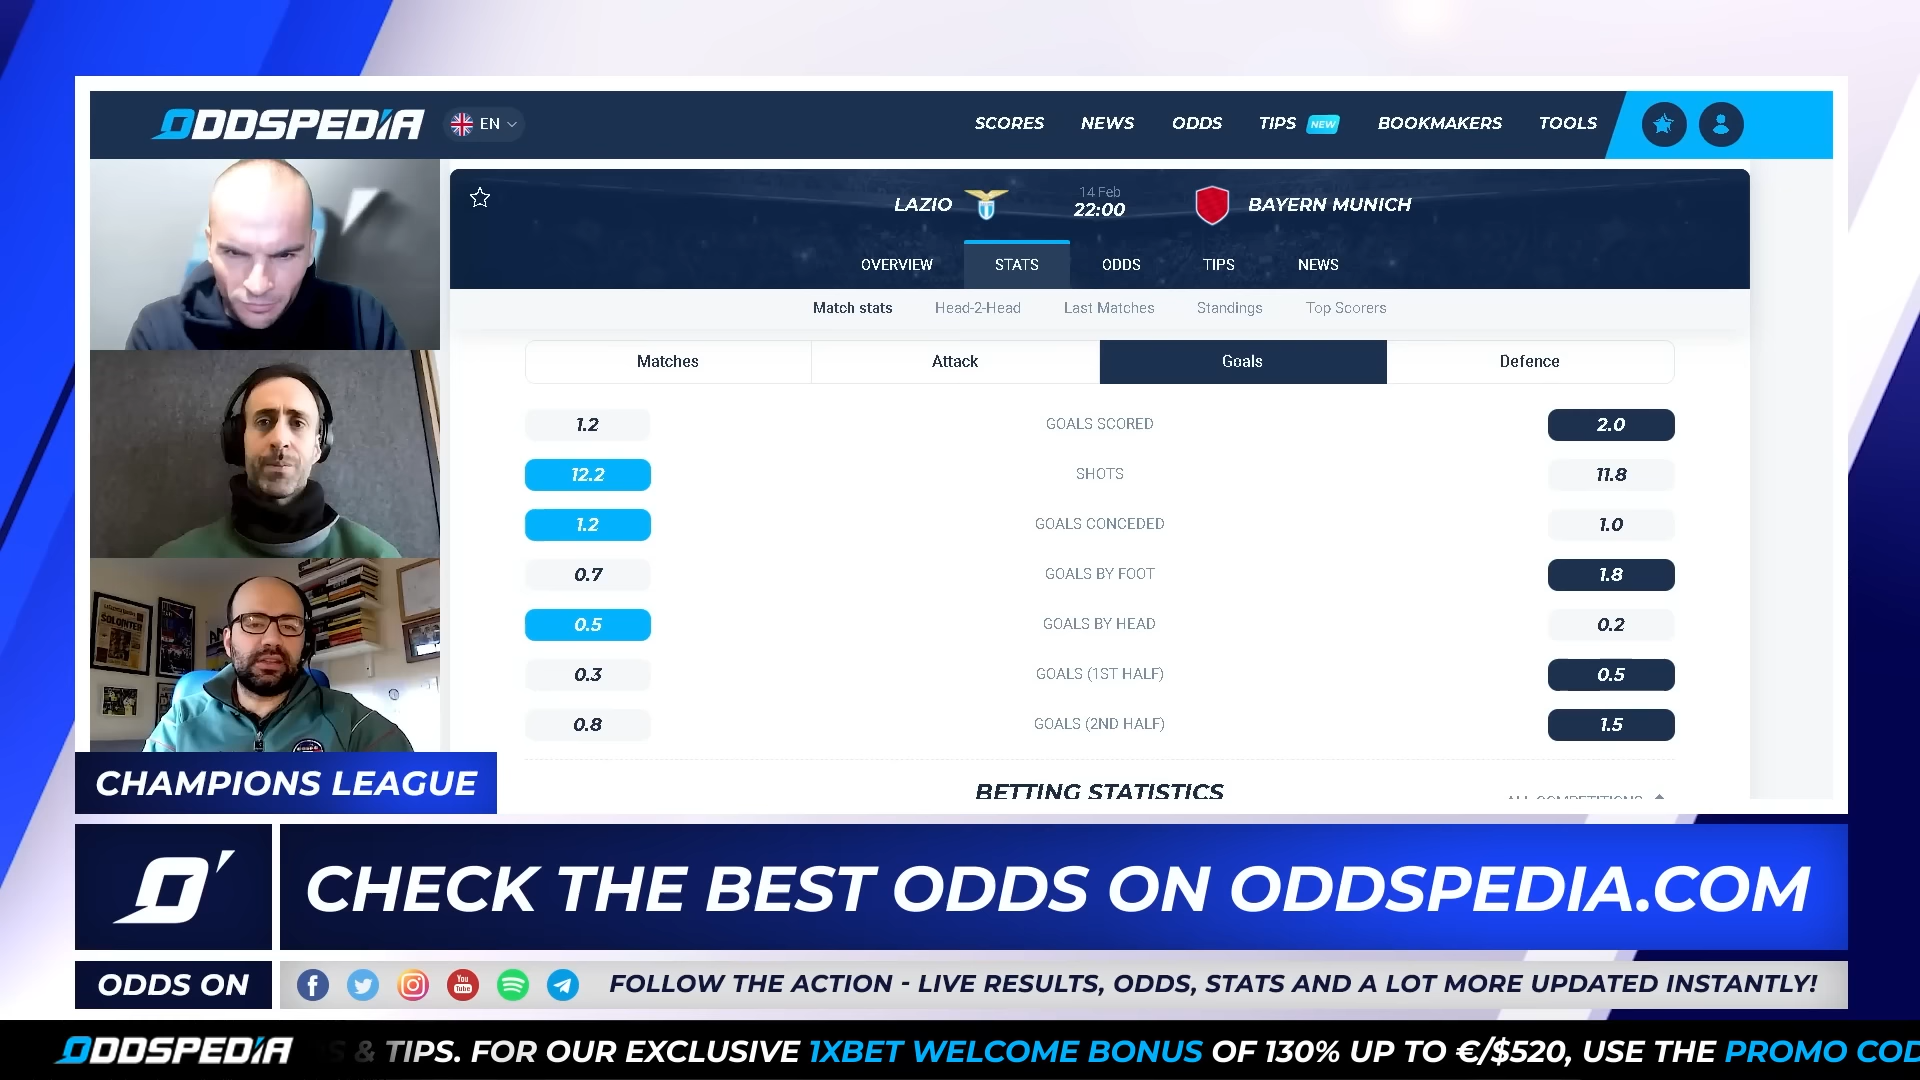 ODDSPEDIA
EN
SCORES
NEWS
ODDS
TIPS
NEW
BOOKMAKERS
TOOLS
LAZIO
14 Feb
22:00
BAYERN MUNICH
OVERVIEW
STATS
ODDS
TIPS
NEWS
Match stats
Head-2-Head
Last Matches
Standings
Top Scorers
Matches
Attack
Goals
Defence
1.2 GOALS SCORED 2.0
12.2 SHOTS 11.8
1.2 GOALS CONCEDED 1.0
0.7 GOALS BY FOOT 1.8
0.5 GOALS BY HEAD 0.2
0.3 GOALS (1ST HALF) 0.5
0.8 GOALS (2ND HALF) 1.5
BETTING STATISTICS
ALL COMPETITIONS
SOLOINTER
CHAMPIONS LEAGUE
O'
CHECK THE BEST ODDS ON ODDSPEDIA.COM
ODDS ON
You Tube
FOLLOW THE ACTION - LIVE RESULTS, ODDS, STATS AND A LOT MORE UPDATED INSTANTLY!
ODDSPEDIA
S & TIPS. FOR OUR EXCLUSIVE 1XBET WELCOME BONUS OF 130% UP TO €/$520, USE THE PROMO COD